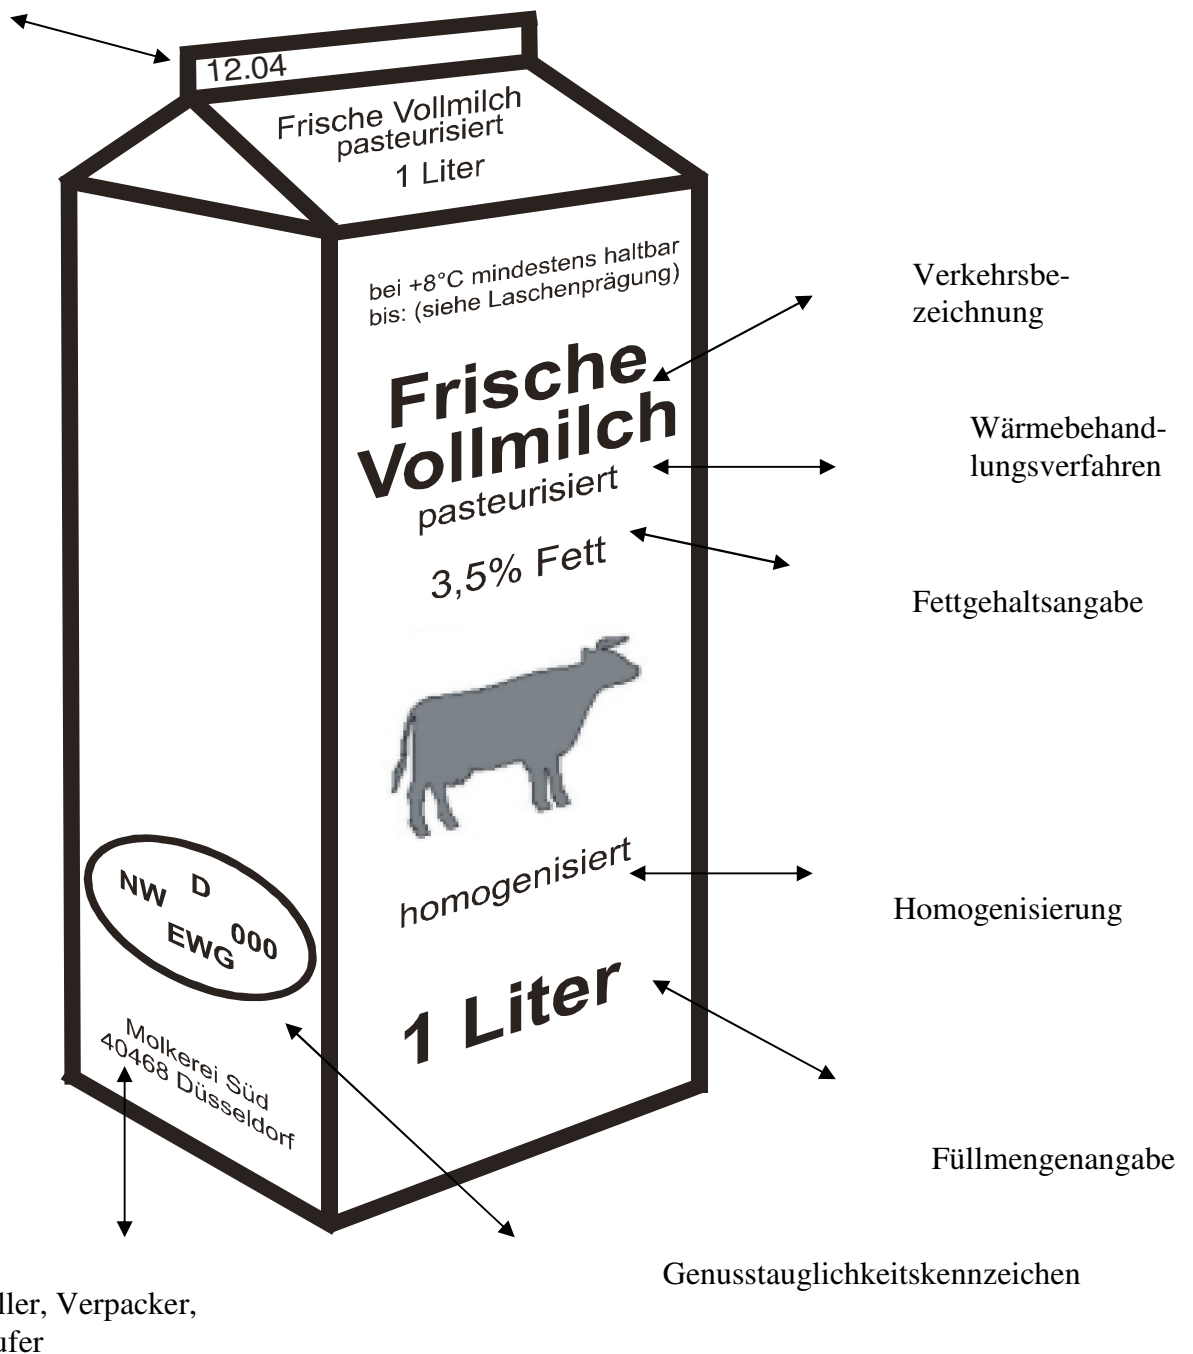 12.04
Frische Vollmilch
pasteurisiert
1 Liter
bei +8°C mindestens haltbar
bis: (siehe Laschenprägung)
Frische
Vollmilch
pasteurisiert
3,5% Fett
homogenisiert
1 Liter
NW D 000
EWG
Molkerei Süd
40468 Düsseldorf
Verkehrsbe-
zeichnung
Wärmebehand-
lungsverfahren
Fettgehaltsangabe
Homogenisierung
Füllmengenangabe
Genusstauglichkeitskennzeichen
ller, Verpacker,
ufer